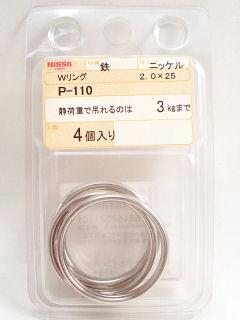 NISSA
鉄
ニッケル
Wリング
2.0×25
P-110
静荷重で吊れるのは 3kgまで
4個入り